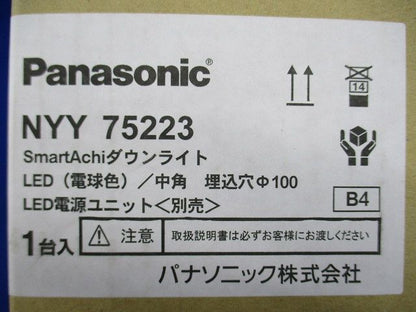 Panasonic®
NYY 75223
SmartAchiダウンライト
LED（電球色）／中角 埋込穴Φ100
LED電源ユニット＜別売＞
14
B4
1台入
注意 取扱説明書は必ずお客様にお渡しください
パナソニック株式会社